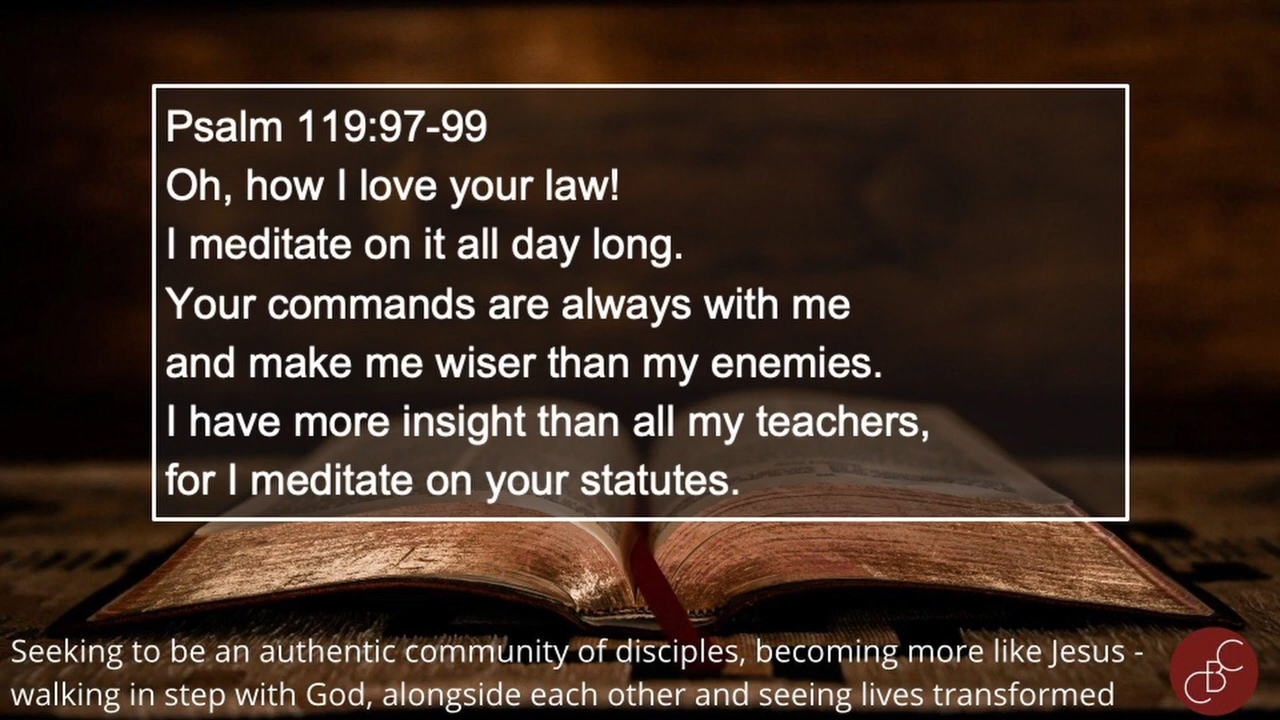 Psalm 119:97-99
Oh, how I love your law!
I meditate on it all day long.
Your commands are always with me
and make me wiser than my enemies.
I have more insight than all my teachers,
for I meditate on your statutes.
Seeking to be an authentic community of disciples, becoming more like Jesus -
walking in step with God, alongside each other and seeing lives transformed
CBC